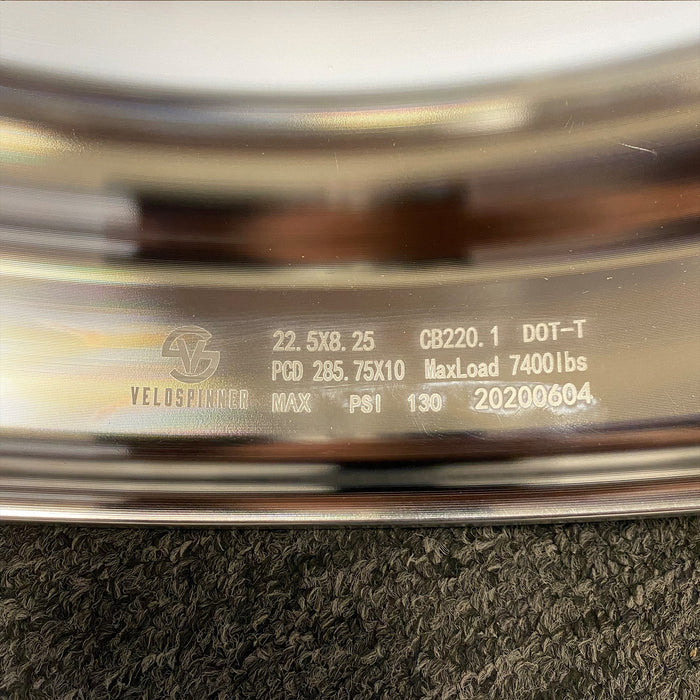 22.5X8.25 CB220.1 DOT-T
PCD 285.75X10 MaxLoad 7400lbs
VELOSPINNER MAX PSI 130 20200604